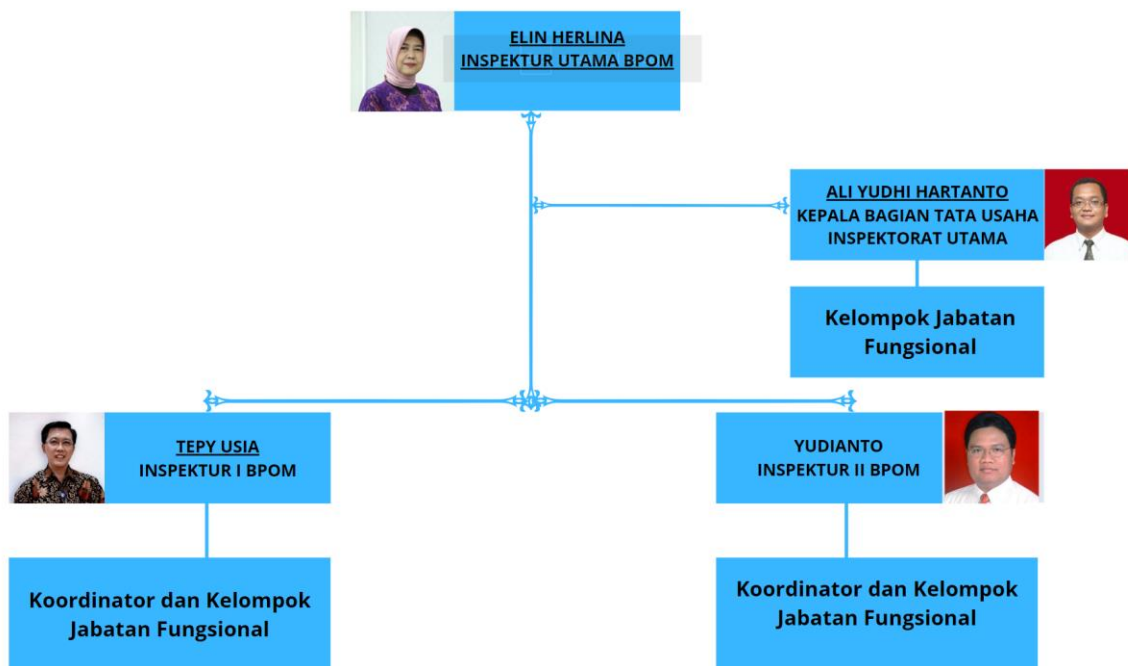 ELIN HERLINA
INSPEKTUR UTAMA BPOM
ALI YUDHI HARTANTO
KEPALA BAGIAN TATA USAHA
INSPEKTORAT UTAMA
Kelompok Jabatan
Fungsional
TEPY USIA
INSPEKTUR I BPOM
YUDIANTO
INSPEKTUR II BPOM
Koordinator dan Kelompok
Jabatan Fungsional
Koordinator dan Kelompok
Jabatan Fungsional